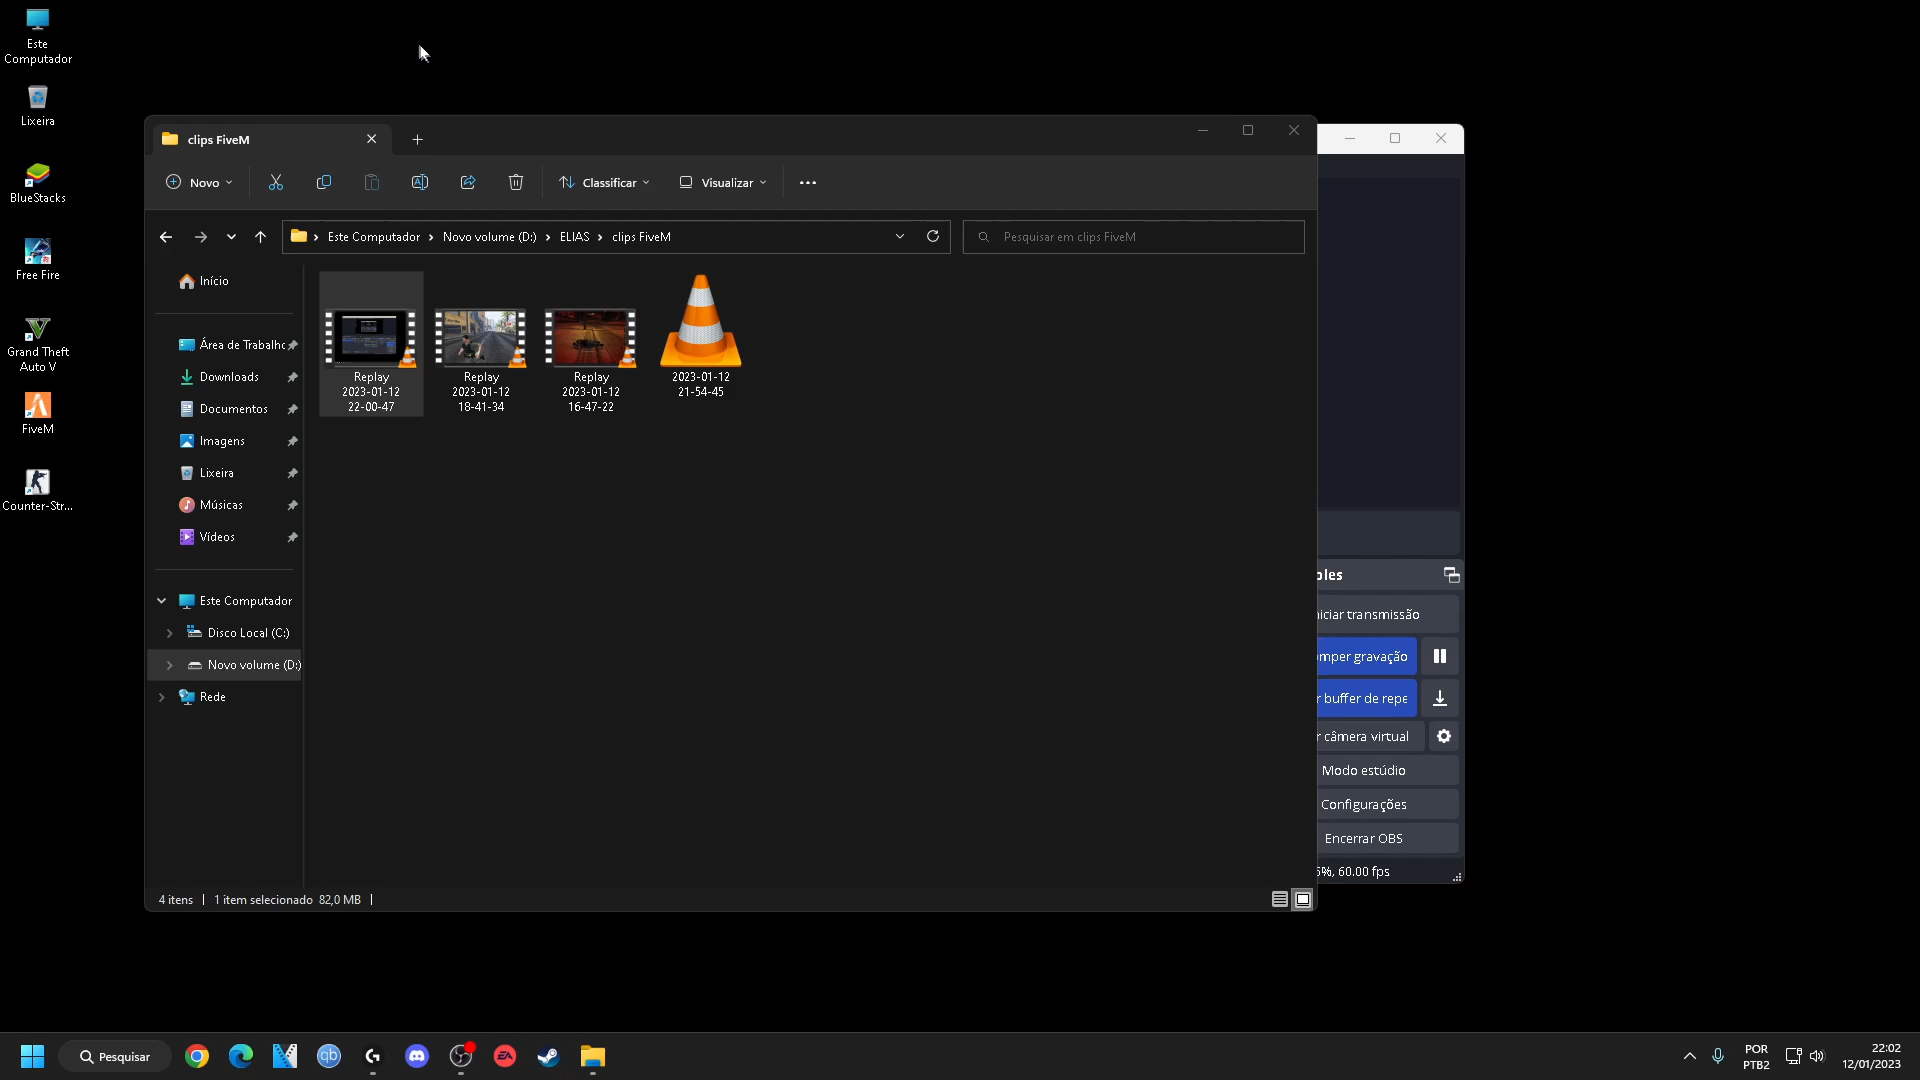 Este
Computador
Lixeira
BlueStacks
Free Fire
Grand Theft
Auto V
FiveM
Counter-Str...
clips FiveM
Novo
Classificar
Visualizar
Este Computador
Novo volume (D:)
ELIAS
clips FiveM
Pesquisar em clips FiveM
Início
Área de Trabalho
Downloads
Documentos
Imagens
Lixeira
Músicas
Vídeos
Este Computador
Disco Local (C:)
Novo volume (D:)
Rede
Replay
2023-01-12
22-00-47
Replay
2023-01-12
18-41-34
Replay
2023-01-12
16-47-22
2023-01-12
21-54-45
4 itens
1 item selecionado 82,0 MB
oles
niciar transmissão
omper gravação
r buffer de repe
r câmera virtual
Modo estúdio
Configurações
Encerrar OBS
%, 60.00 fps
Pesquisar
qb
G
EA
POR
PTB2
22:02
12/01/2023